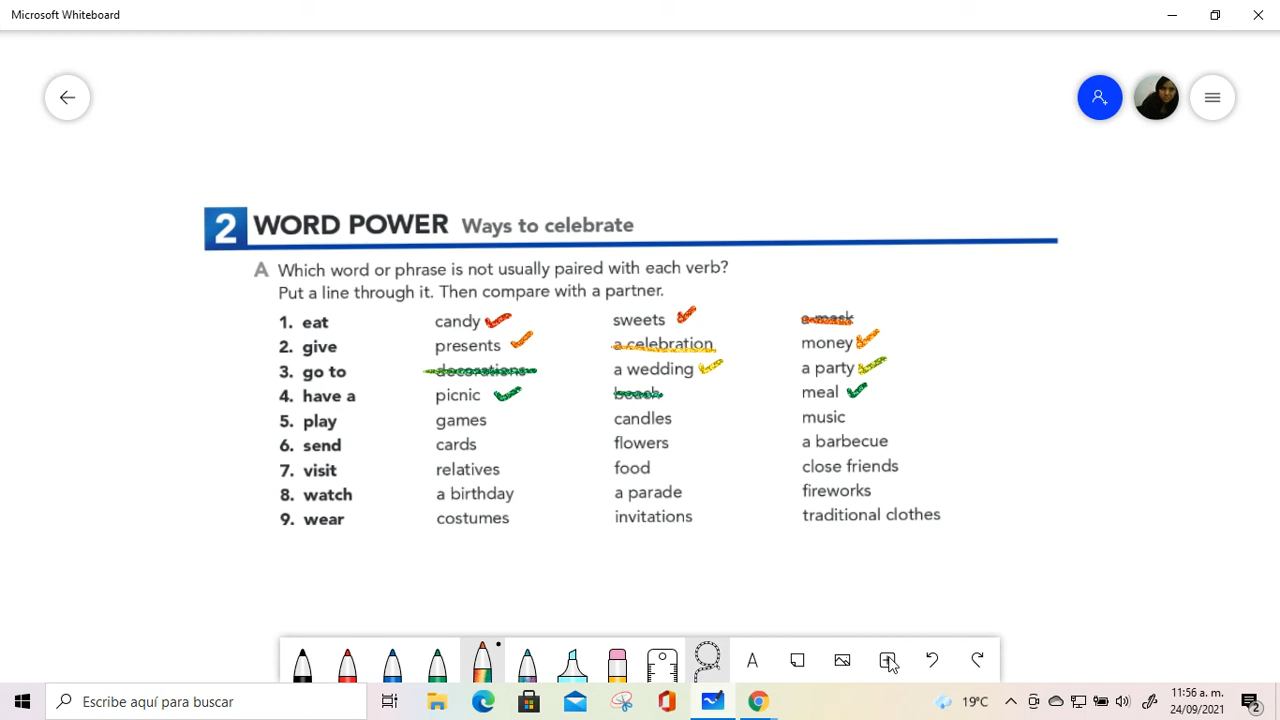 Microsoft Whiteboard
2 WORD POWER Ways to celebrate
A Which word or phrase is not usually paired with each verb?
Put a line through it. Then compare with a partner.
1. eat candy sweets a mask
2. give presents a celebration money
3. go to decorations a wedding a party
4. have a picnic beach meal
5. play games candles music
6. send cards flowers a barbecue
7. visit relatives food close friends
8. watch a birthday a parade fireworks
9. wear costumes invitations traditional clothes
A
Escribe aquí para buscar
19°C
11:56 a. m.
24/09/2021
2